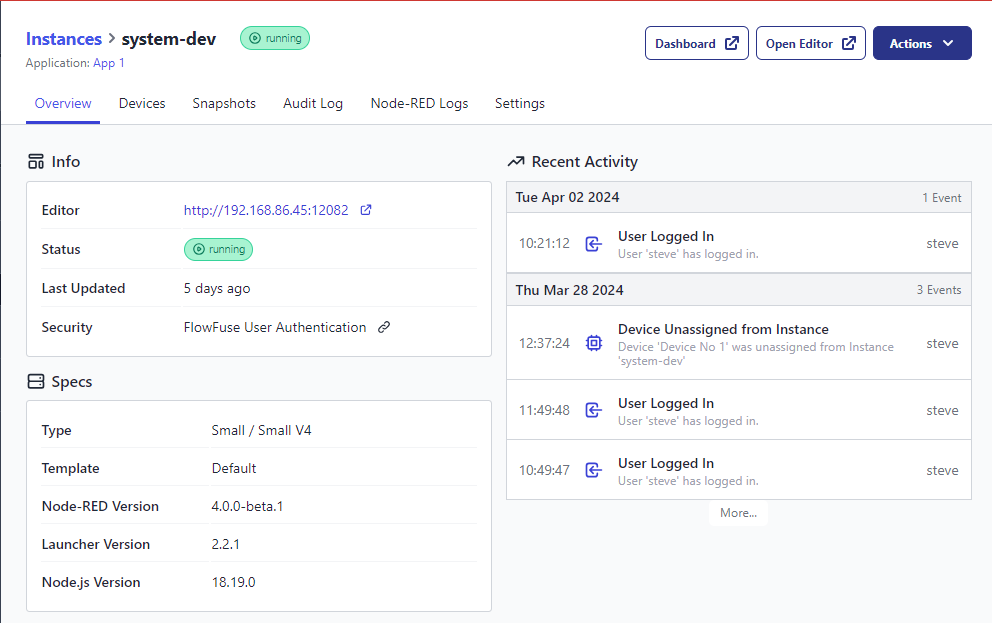 Instances > system-dev running
Dashboard Open Editor Actions
Application: App 1
Overview Devices Snapshots Audit Log Node-RED Logs Settings
Info
Editor http://192.168.86.45:12082
Status running
Last Updated 5 days ago
Security FlowFuse User Authentication
Specs
Type Small / Small V4
Template Default
Node-RED Version 4.0.0-beta.1
Launcher Version 2.2.1
Node.js Version 18.19.0
Recent Activity
Tue Apr 02 2024 1 Event
10:21:12 User Logged In steve
User 'steve' has logged in.
Thu Mar 28 2024 3 Events
12:37:24 Device Unassigned from Instance steve
Device 'Device No 1' was unassigned from Instance
'system-dev'
11:49:48 User Logged In steve
User 'steve' has logged in.
10:49:47 User Logged In steve
User 'steve' has logged in.
More...